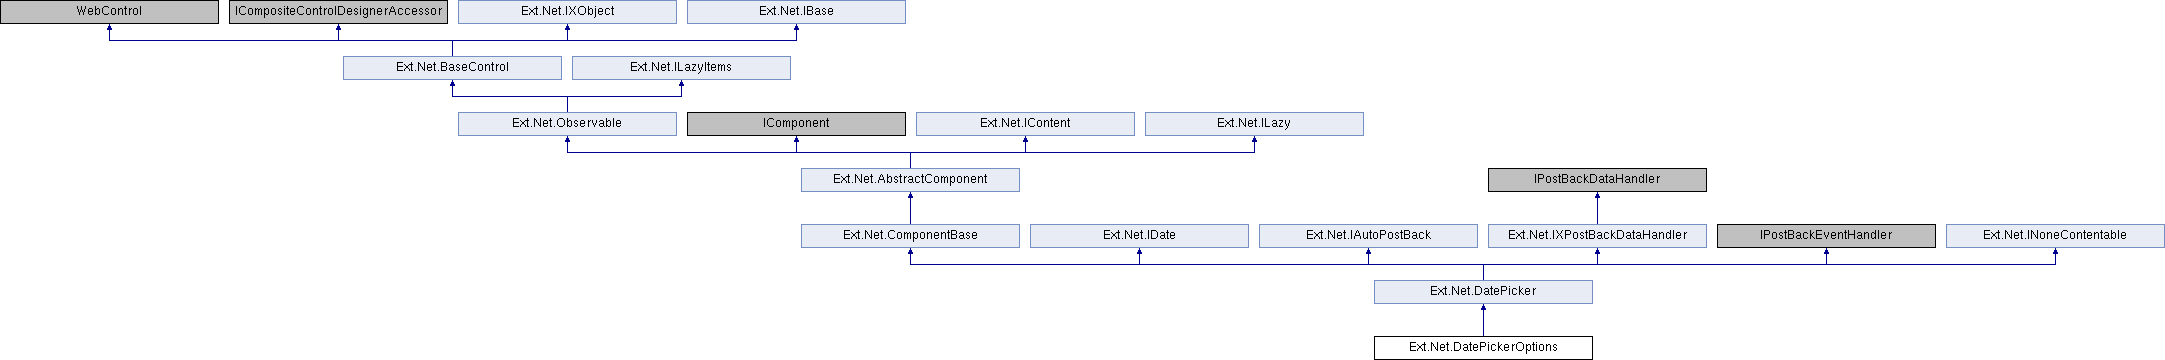 WebControl
ICompositeControlDesignerAccessor
Ext.Net.IXObject
Ext.Net.IBase
Ext.Net.BaseControl
Ext.Net.ILazyItems
Ext.Net.Observable
IComponent
Ext.Net.IContent
Ext.Net.ILazy
Ext.Net.AbstractComponent
IPostBackDataHandler
Ext.Net.ComponentBase
Ext.Net.IDate
Ext.Net.IAutoPostBack
Ext.Net.IXPostBackDataHandler
IPostBackEventHandler
Ext.Net.INoneContentable
Ext.Net.DatePicker
Ext.Net.DatePickerOptions